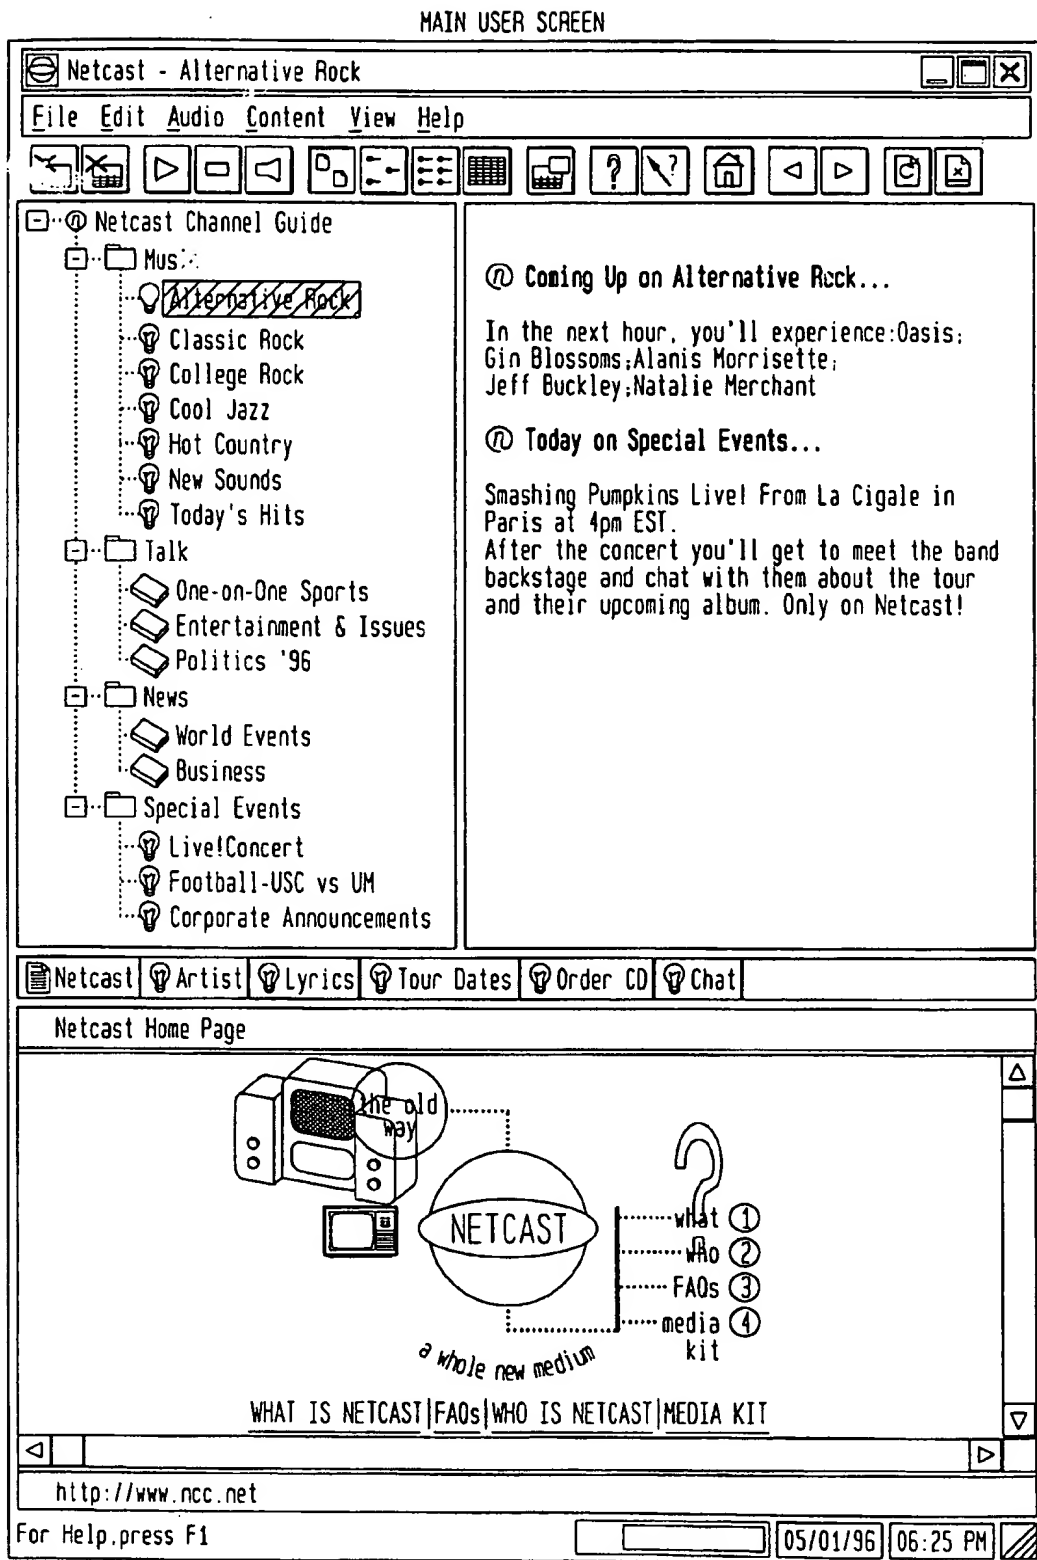 MAIN USER SCREEN
Netcast - Alternative Rock
File Edit Audio Content View Help
Netcast Channel Guide
Mus
Alternative Rock
Classic Rock
College Rock
Cool Jazz
Hot Country
New Sounds
Today's Hits
Talk
One-on-One Sports
Entertainment & Issues
Politics '96
News
World Events
Business
Special Events
Live!Concert
Football-USC vs UM
Corporate Announcements
Coming Up on Alternative Rock...
In the next hour, you'll experience:Oasis;
Gin Blossoms;Alanis Morrisette;
Jeff Buckley;Natalie Merchant
Today on Special Events...
Smashing Pumpkins Live! From La Cigale in
Paris at 4pm EST.
After the concert you'll get to meet the band
backstage and chat with them about the tour
and their upcoming album. Only on Netcast!
Netcast Artist Lyrics Tour Dates Order CD Chat
Netcast Home Page
the old
way
NETCAST
what 1
who 2
FAQs 3
media 4
kit
a whole new medium
WHAT IS NETCAST|FAQs|WHO IS NETCAST|MEDIA KIT
http://www.ncc.net
For Help,press F1
05/01/96 06:25 PM